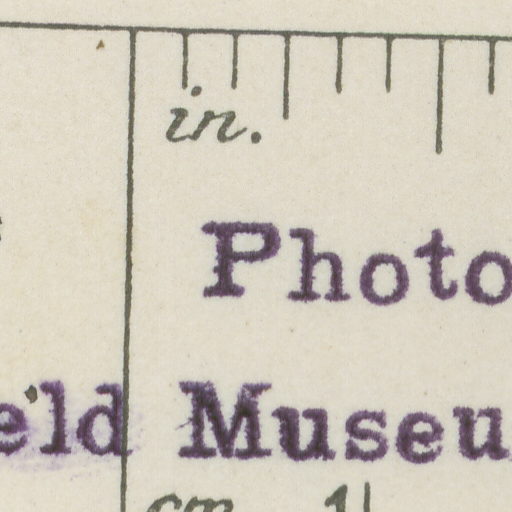 in.
Photo
eld Museu
cm 1